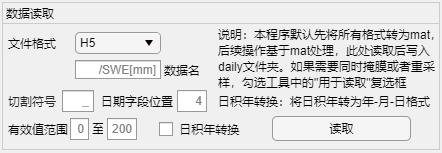 数据读取
文件格式 H5
/SWE[mm] 数据名
说明：本程序默认先将所有格式转为mat,
后续操作基于mat处理，此处读取后写入
daily文件夹。如果需要同时掩膜或者重采
样，勾选工具中的"用于读取"复选框
切割符号 _ 日期字段位置 4
日积年转换：将日积年转为年-月-日格式
有效值范围 0 至 200 日积年转换 读取